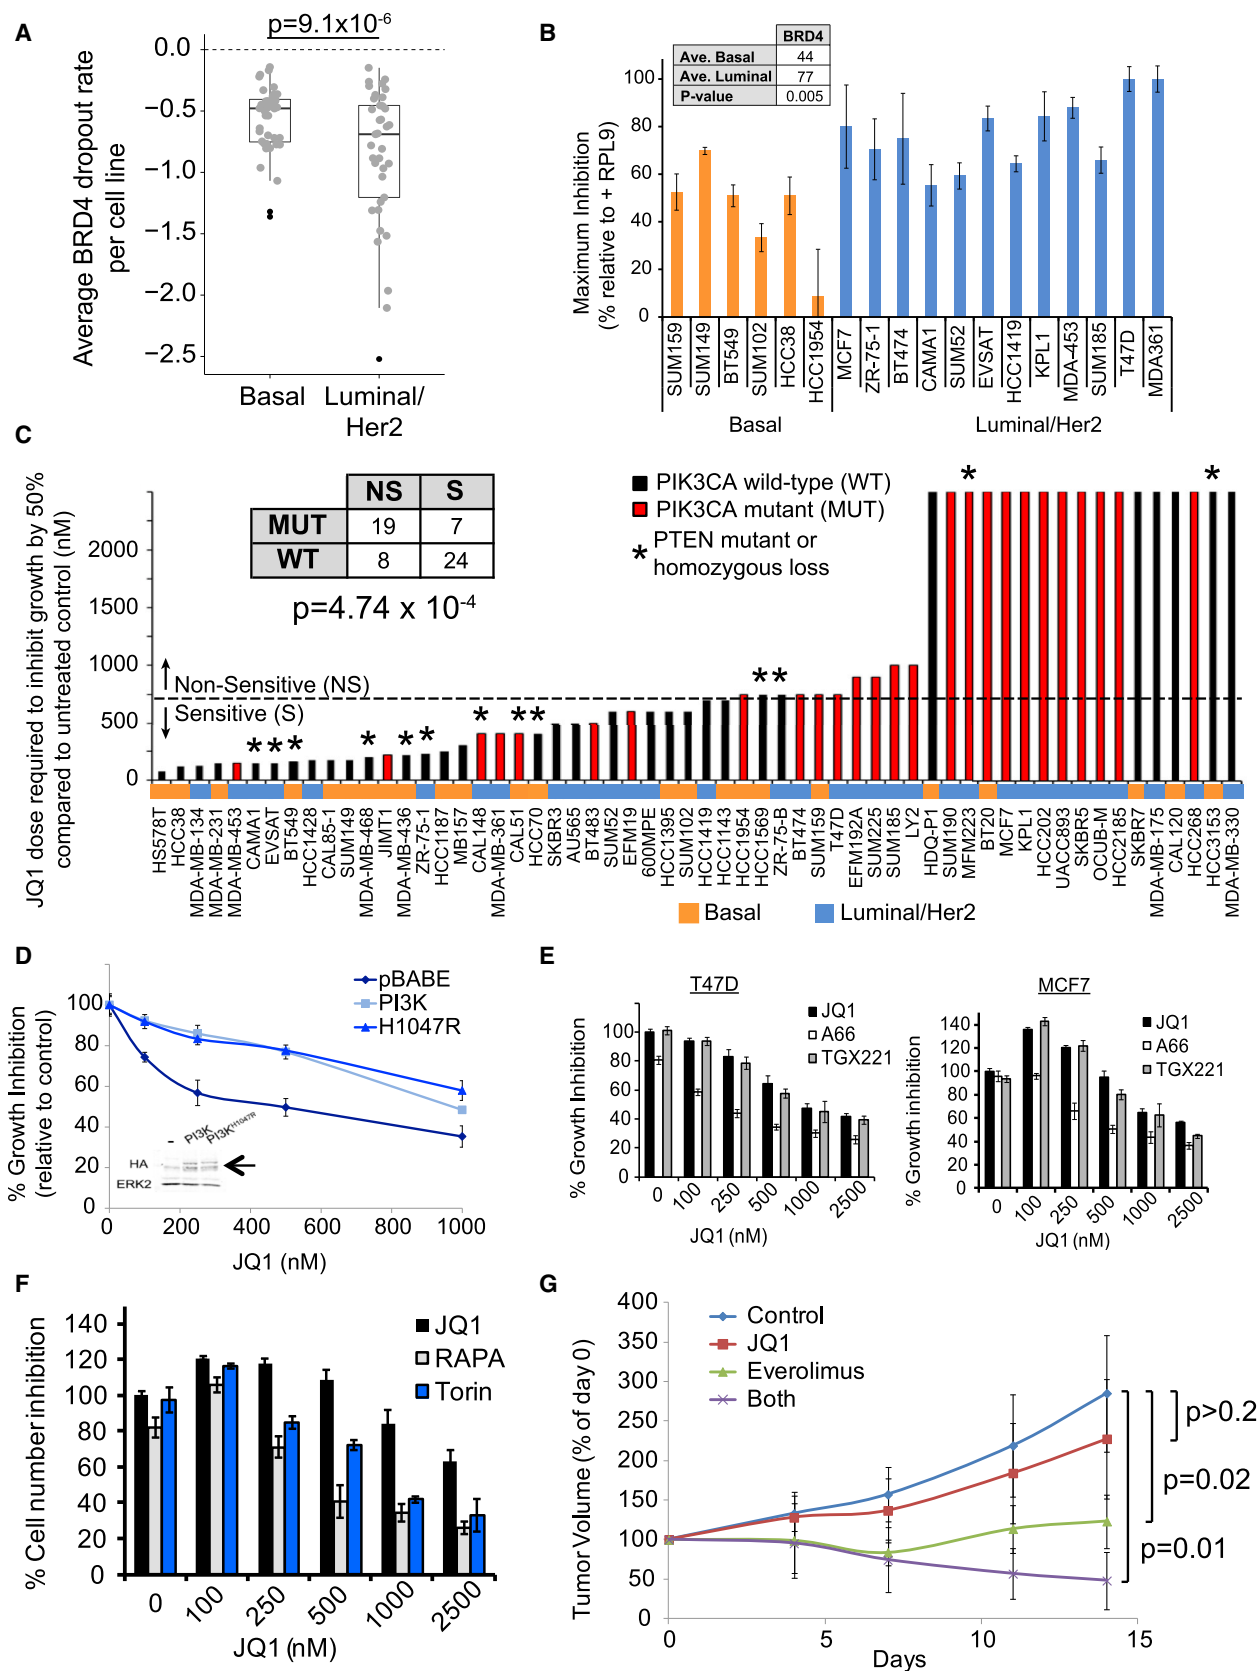 A
p=9.1x10-6
0.0
−0.5
−1.0
−1.5
−2.0
−2.5
Average BRD4 dropout rate
per cell line
Basal
Luminal/
Her2
B
BRD4
Ave. Basal 44
Ave. Luminal 77
P-value 0.005
100
80
60
40
20
0
Maximum Inhibition
(% relative to + RPL9)
SUM159
SUM149
BT549
SUM102
HCC38
HCC1954
MCF7
ZR-75-1
BT474
CAMA1
SUM52
EVSAT
HCC1419
KPL1
MDA-453
SUM185
T47D
MDA361
Basal
Luminal/Her2
C
JQ1 dose required to inhibit growth by 50%
compared to untreated control (nM)
2000
1500
1000
500
0
NS S
MUT 19 7
WT 8 24
p=4.74 x 10-4
PIK3CA wild-type (WT)
PIK3CA mutant (MUT)
* PTEN mutant or
homozygous loss
Non-Sensitive (NS)
Sensitive (S)
* * * * * * * * * * * * *
HS578T
HCC38
MDA-MB-134
MDA-MB-231
MDA-MB-453
CAMA1
EVSAT
BT549
HCC1428
CAL85-1
SUM149
MDA-MB-468
JIMT1
MDA-MB-436
ZR-75-1
HCC1187
MB157
CAL148
MDA-MB-361
CAL51
HCC70
SKBR3
AU565
BT483
SUM52
EFM19
600MPE
HCC1395
SUM102
HCC1419
HCC1143
HCC1954
HCC1569
ZR-75-B
BT474
SUM159
T47D
EFM192A
SUM225
SUM185
LY2
HDQ-P1
SUM190
MFM223
BT20
MCF7
KPL1
HCC202
UACC893
SKBR5
OCUB-M
HCC2185
SKBR7
MDA-MB-175
CAL120
HCC268
HCC3153
MDA-MB-330
Basal
Luminal/Her2
D
pBABE
PI3K
H1047R
% Growth Inhibition
(relative to control)
100
80
60
40
20
0
– PI3K PI3KH1047R
HA
ERK2
0 200 400 600 800 1000
JQ1 (nM)
E
T47D
JQ1
A66
TGX221
% Growth Inhibition
100
80
60
40
20
0
0 100 250 500 1000 2500
JQ1 (nM)
MCF7
JQ1
A66
TGX221
% Growth inhibition
140
120
100
80
60
40
20
0
0 100 250 500 1000 2500
JQ1 (nM)
F
JQ1
RAPA
Torin
% Cell number inhibition
140
120
100
80
60
40
20
0
0 100 250 500 1000 2500
JQ1 (nM)
G
Control
JQ1
Everolimus
Both
Tumor Volume (% of day 0)
400
350
300
250
200
150
100
50
0
0 5 10 15
Days
p>0.2
p=0.02
p=0.01